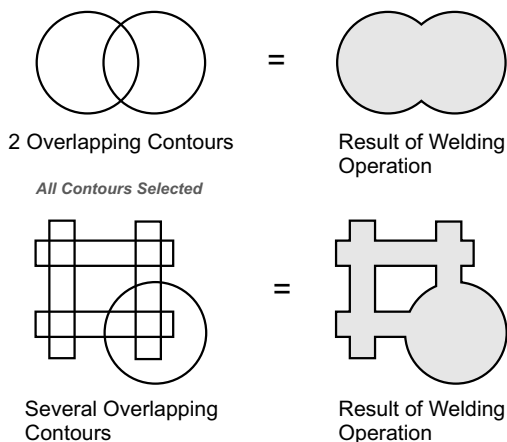 =
2 Overlapping Contours
Result of Welding
Operation
All Contours Selected
=
Several Overlapping
Contours
Result of Welding
Operation